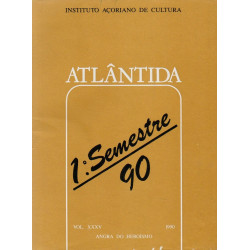 INSTITUTO AÇORIANO DE CULTURA
ATLÂNTIDA
1.º Semestre
90
VOL. XXXV
1990
ANGRA DO HEROÍSMO